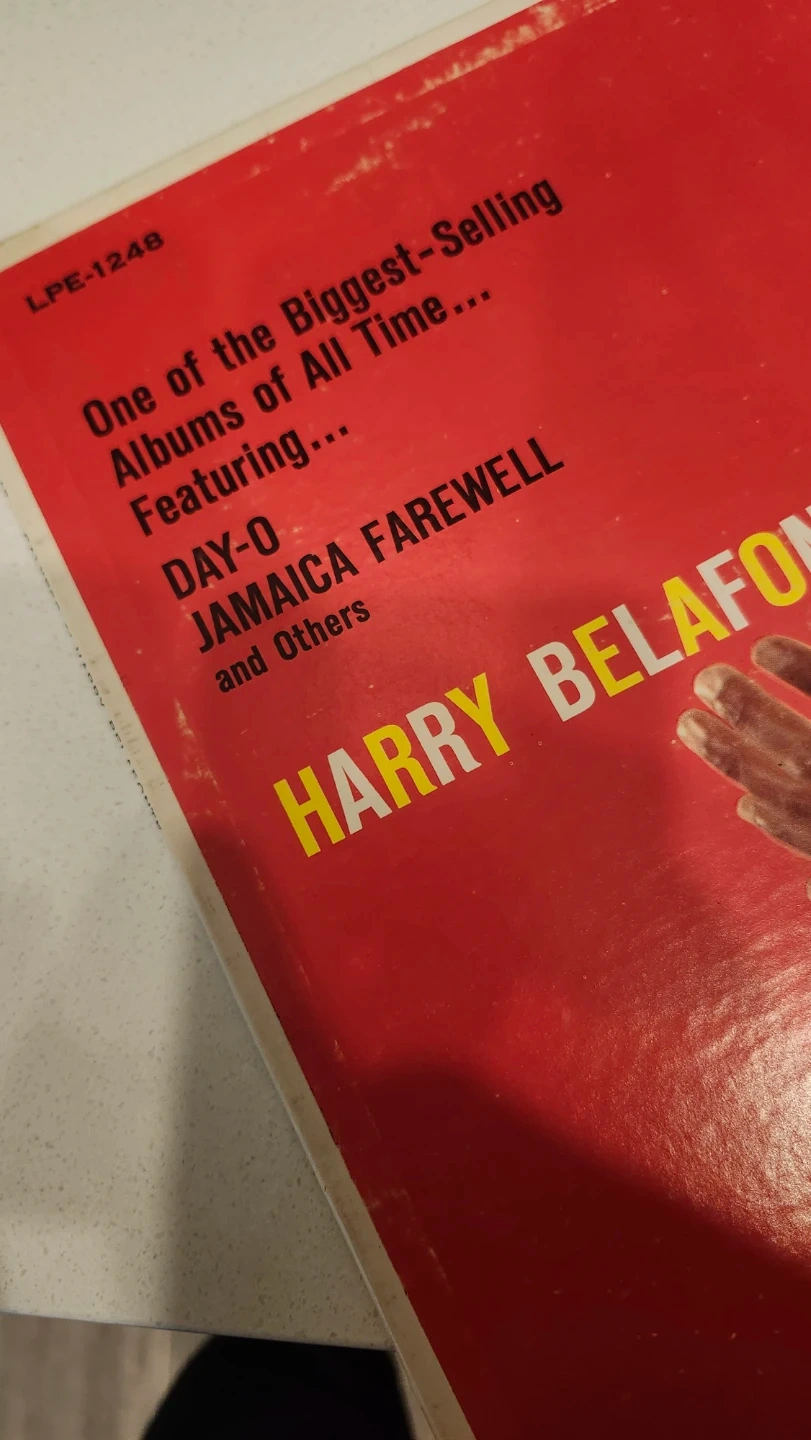 LPE-1248
One of the Biggest-Selling
Albums of All Time...
Featuring...
DAY-O
JAMAICA FAREWELL
and Others
HARRY BELAFON